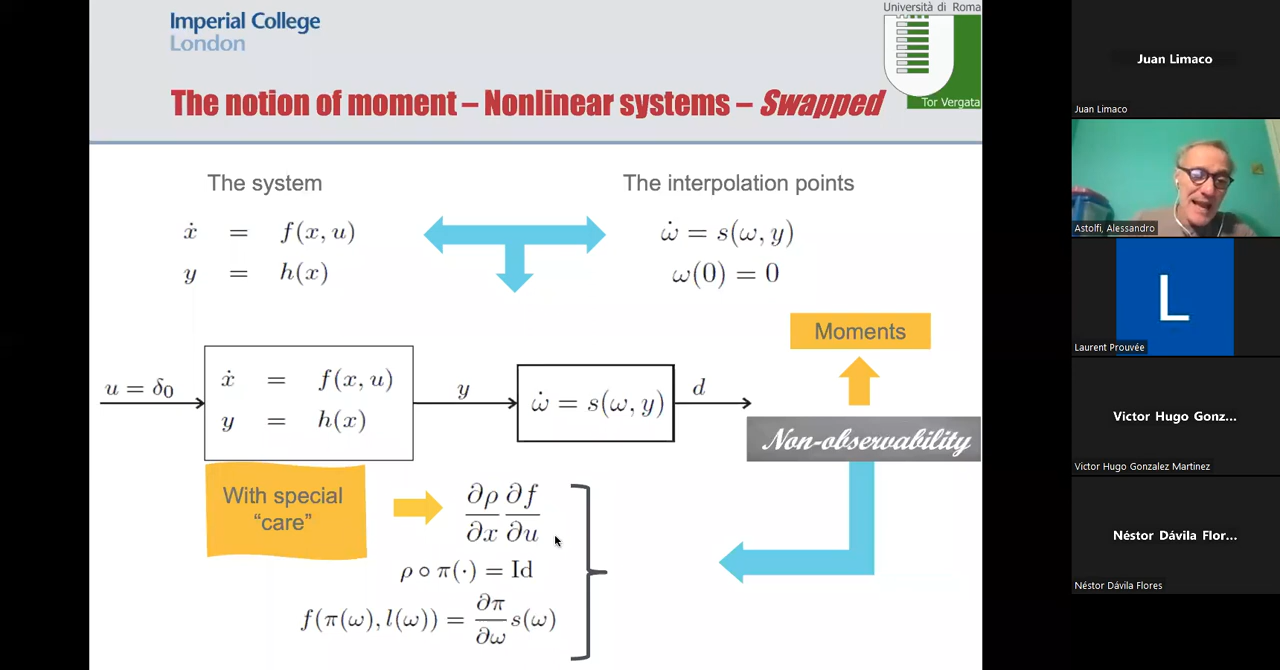 Imperial College
London
Università di Roma
Tor Vergata
The notion of moment – Nonlinear systems – Swapped
The system
The interpolation points
ẋ = f(x, u)
y = h(x)
ω̇ = s(ω, y)
ω(0) = 0
Moments
u = δ₀
ẋ = f(x, u)
y = h(x)
y
ω̇ = s(ω, y)
d
Non-observability
With special
“care”
∂ρ/∂x ∂f/∂u
ρ ∘ π(·) = Id
f(π(ω), l(ω)) = ∂π/∂ω s(ω)
Juan Limaco
Juan Limaco
Astolfi, Alessandro
L
Laurent Prouvée
Victor Hugo Gonz...
Victor Hugo Gonzalez Martinez
Néstor Dávila Flor...
Néstor Dávila Flores